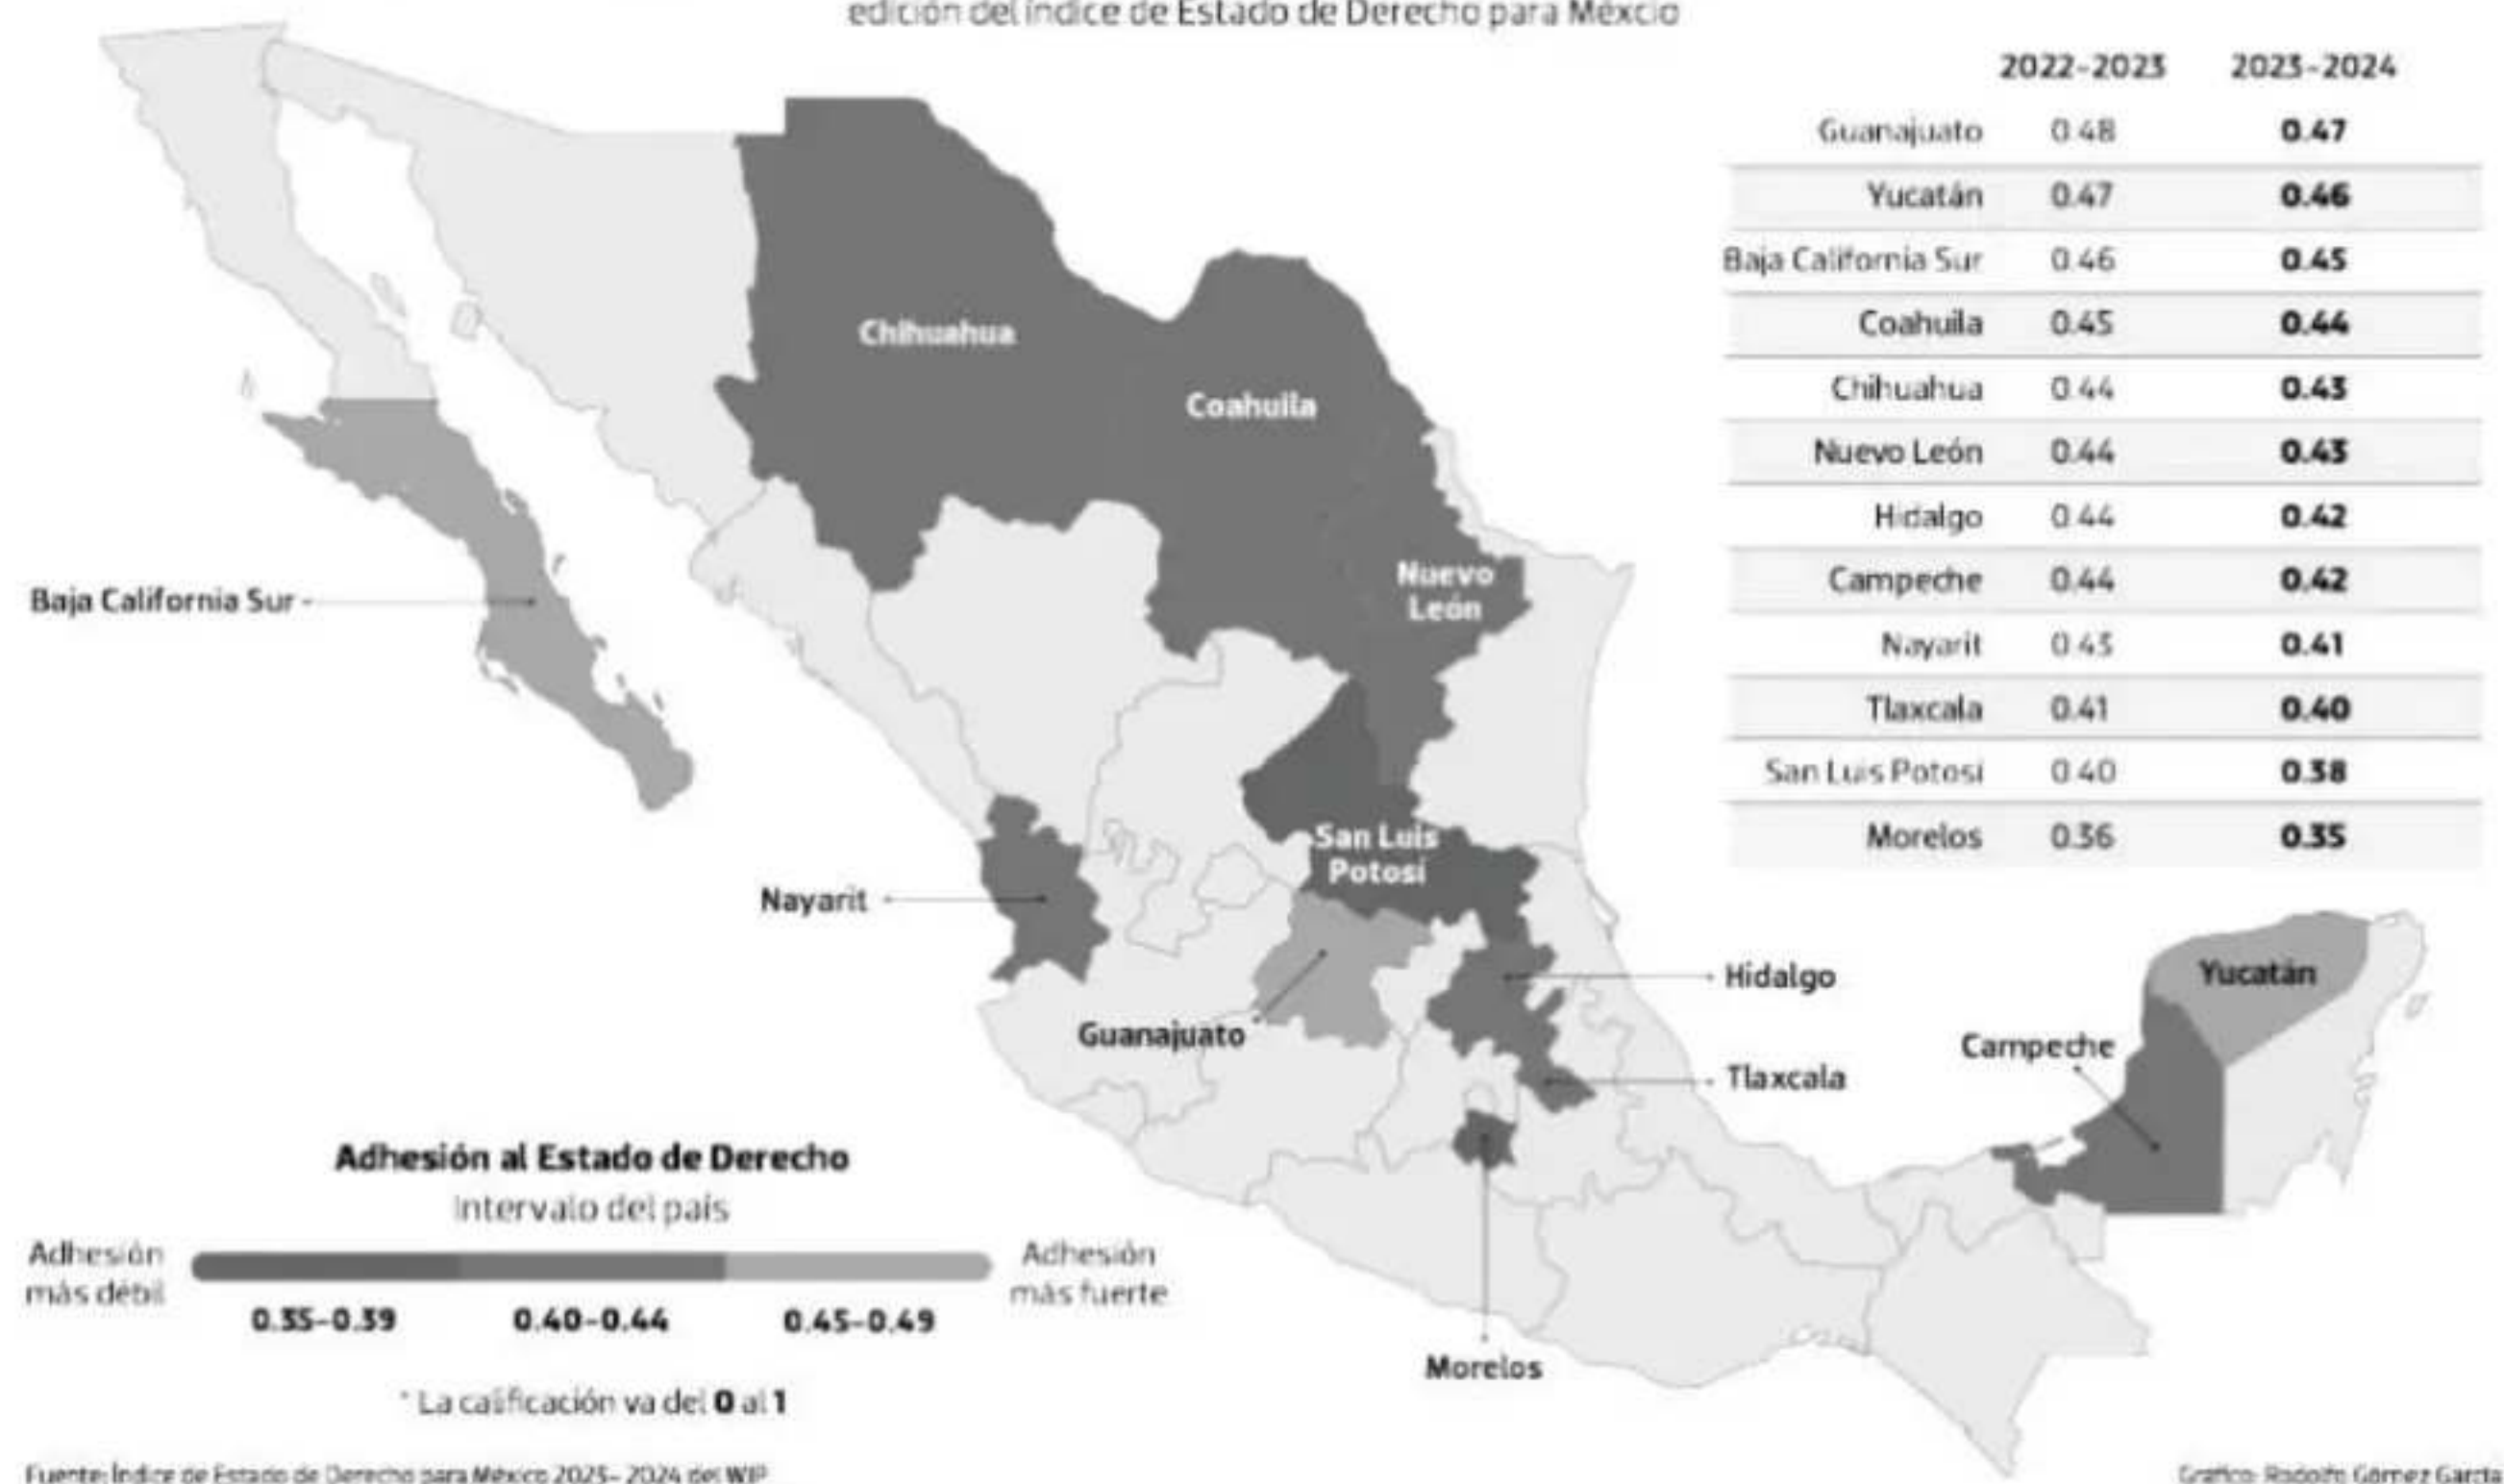 edición del índice de Estado de Derecho para Méxcio
2022-2023 2023-2024
Guanajuato 0.48 0.47
Yucatán 0.47 0.46
Baja California Sur 0.46 0.45
Coahuila 0.45 0.44
Chihuahua 0.44 0.43
Nuevo León 0.44 0.43
Hidalgo 0.44 0.42
Campeche 0.44 0.42
Nayarit 0.43 0.41
Tlaxcala 0.41 0.40
San Luis Potosí 0.40 0.38
Morelos 0.36 0.35
Chihuahua
Coahuila
Nuevo
León
Baja California Sur
San Luis
Potosí
Nayarit
Guanajuato
Hidalgo
Tlaxcala
Yucatán
Campeche
Morelos
Adhesión al Estado de Derecho
Intervalo del país
Adhesión
más débil
Adhesión
más fuerte
0.35-0.39 0.40-0.44 0.45-0.49
* La calificación va del 0 al 1
Fuente: Índice de Estado de Derecho para México 2023-2024 del WJP
Gráfico: Rodolfo Gómez García